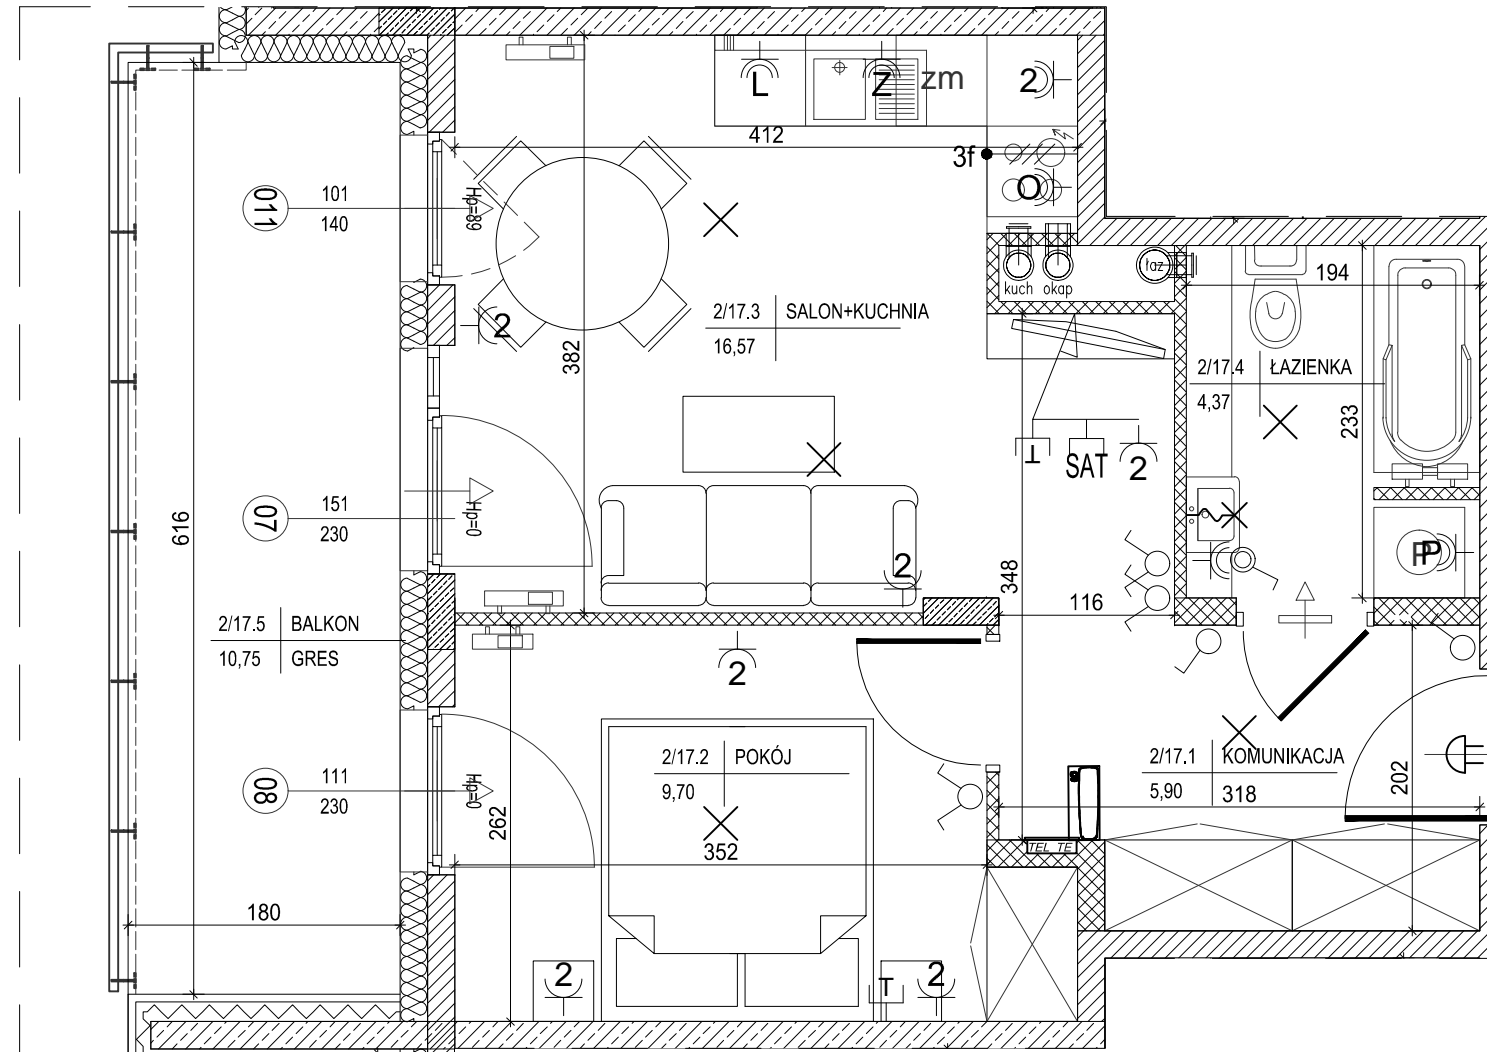 L
Z
zm
2
412
3f
O
101
140
011
Hp=89
kuch
okap
łaz
194
2/17.3
SALON+KUCHNIA
16,57
2
382
2/17.4
ŁAZIENKA
4,37
233
T
SAT
2
151
230
07
Hp=0
616
2
348
116
PP
2/17.5
BALKON
10,75
GRES
2
2/17.2
POKÓJ
9,70
2/17.1
KOMUNIKACJA
5,90
318
202
111
230
08
Hp=0
262
352
TEL TE
180
2
T
2